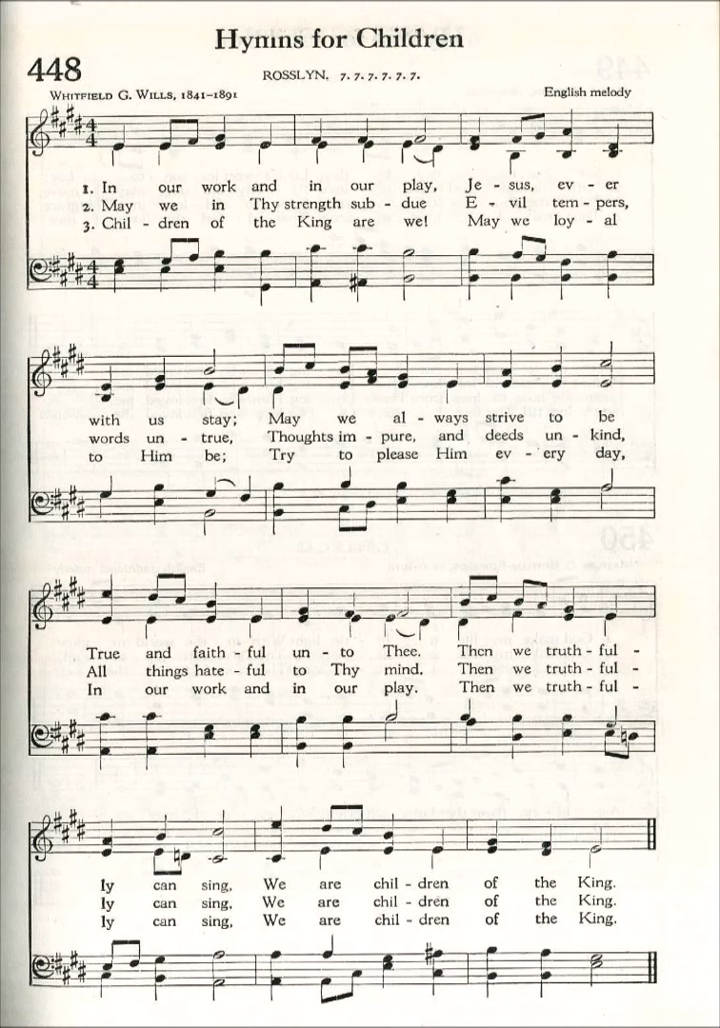 Hymns for Children
448
ROSSLYN. 7. 7. 7. 7. 7. 7.
WHITFIELD G. WILLS, 1841–1891 English melody
1. In our work and in our play, Je - sus, ev - er
2. May we in Thy strength sub - due E - vil tem - pers,
3. Chil - dren of the King are we! May we loy - al
with us stay; May we al - ways strive to be
words un - true, Thoughts im - pure, and deeds un - kind,
to Him be; Try to please Him ev - ery day,
True and faith - ful un - to Thee. Then we truth - ful -
All things hate - ful to Thy mind. Then we truth - ful -
In our work and in our play. Then we truth - ful -
ly can sing, We are chil - dren of the King.
ly can sing, We are chil - dren of the King.
ly can sing, We are chil - dren of the King.